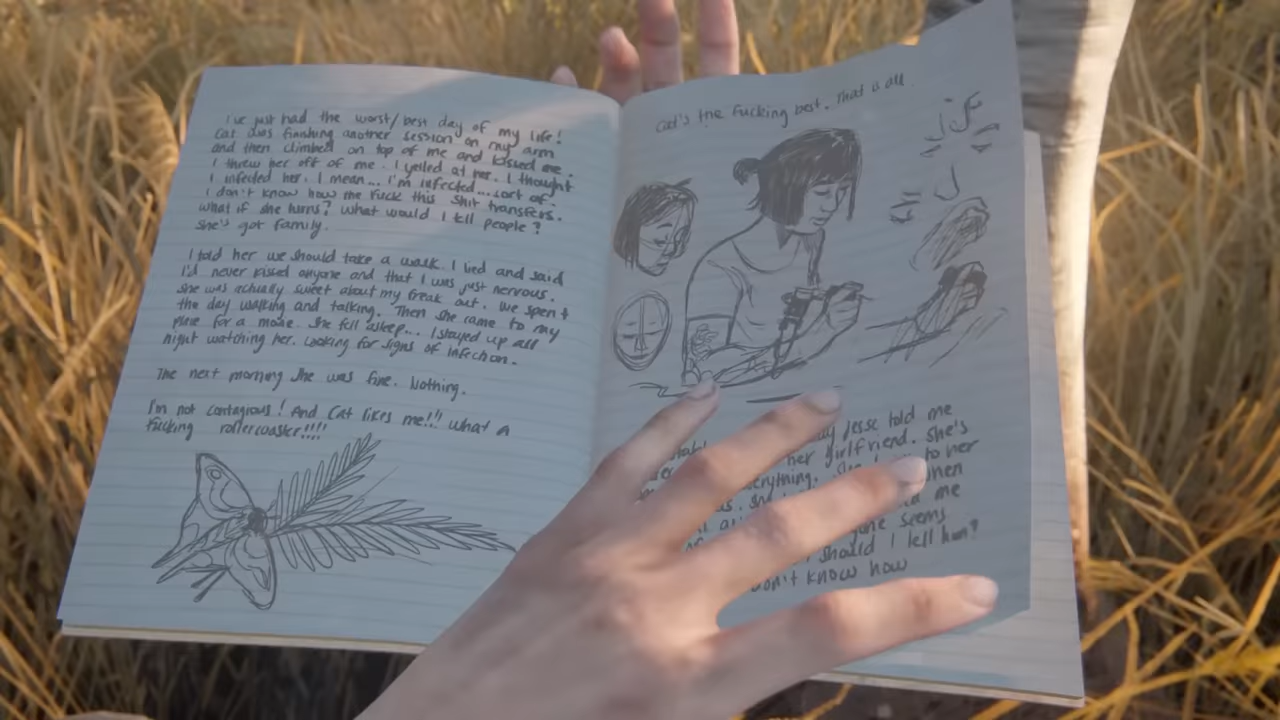 I've just had the worst/best day of my life!
Cat was finishing another session on my arm
and then climbed on top of me and kissed me.
I threw her off of me. I yelled at her. I thought
I infected her. I mean... I'm infected...sort of.
I don't know how the fuck this shit transfers.
What if she turns? What would I tell people?
She's got family.
I told her we should take a walk. I lied and said
I'd never kissed anyone and that I was just nervous.
She was actually sweet about my freak out. We spent
the day walking and talking. Then she came to my
place for a movie. She fell asleep... I stayed up all
night watching her. Looking for signs of infection.
The next morning she was fine. Nothing.
I'm not contagious! And Cat likes me!!! What a
fucking rollercoaster!!!!
Cat's the fucking best. That is all.
Jesse told me
her girlfriend. She's
to her
when
me
seems
should I tell him?
don't know how